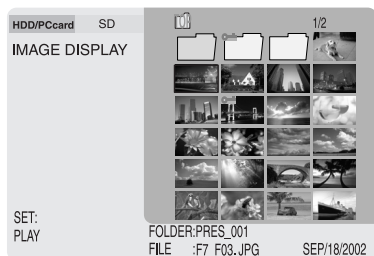 HDD/PCcard SD
1/2
IMAGE DISPLAY
SET:
PLAY
FOLDER:PRES_001
FILE :F7 F03.JPG SEP/18/2002